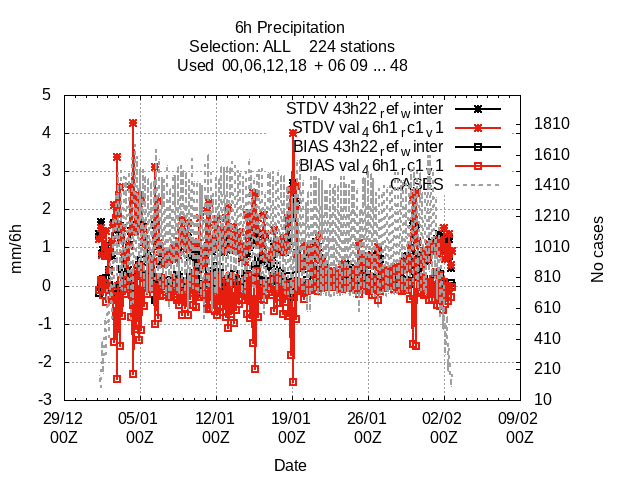 6h Precipitation
Selection: ALL 224 stations
Used 00,06,12,18 + 06 09 ... 48
STDV 43h22_ref_winter
STDV val_46h1_rc1_v1
BIAS 43h22_ref_winter
CASES
5
4
3
2
1
0
-1
-2
-3
mm/6h
1810
1610
1410
1210
1010
810
610
410
210
10
No cases
29/12 05/01 12/01 19/01 26/01 02/02 09/02
00Z 00Z 00Z 00Z 00Z 00Z 00Z
Date